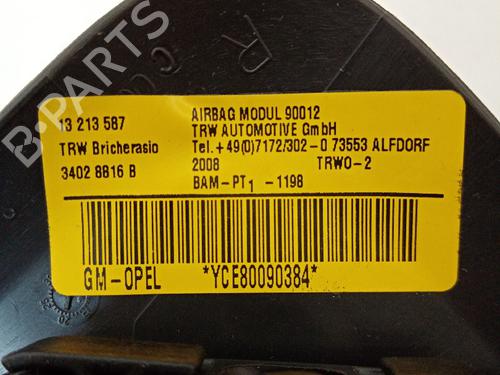 B-PARTS
13 213 587
AIRBAG MODUL 90012
TRW AUTOMOTIVE GmbH
TRW Bricherasio
Tel.+49(0)7172/302-0 73553 ALFDORF
3402 8816 B
2008 TRWO-2
BAM-PT1 -1198
GM-OPEL *YCE80090384*